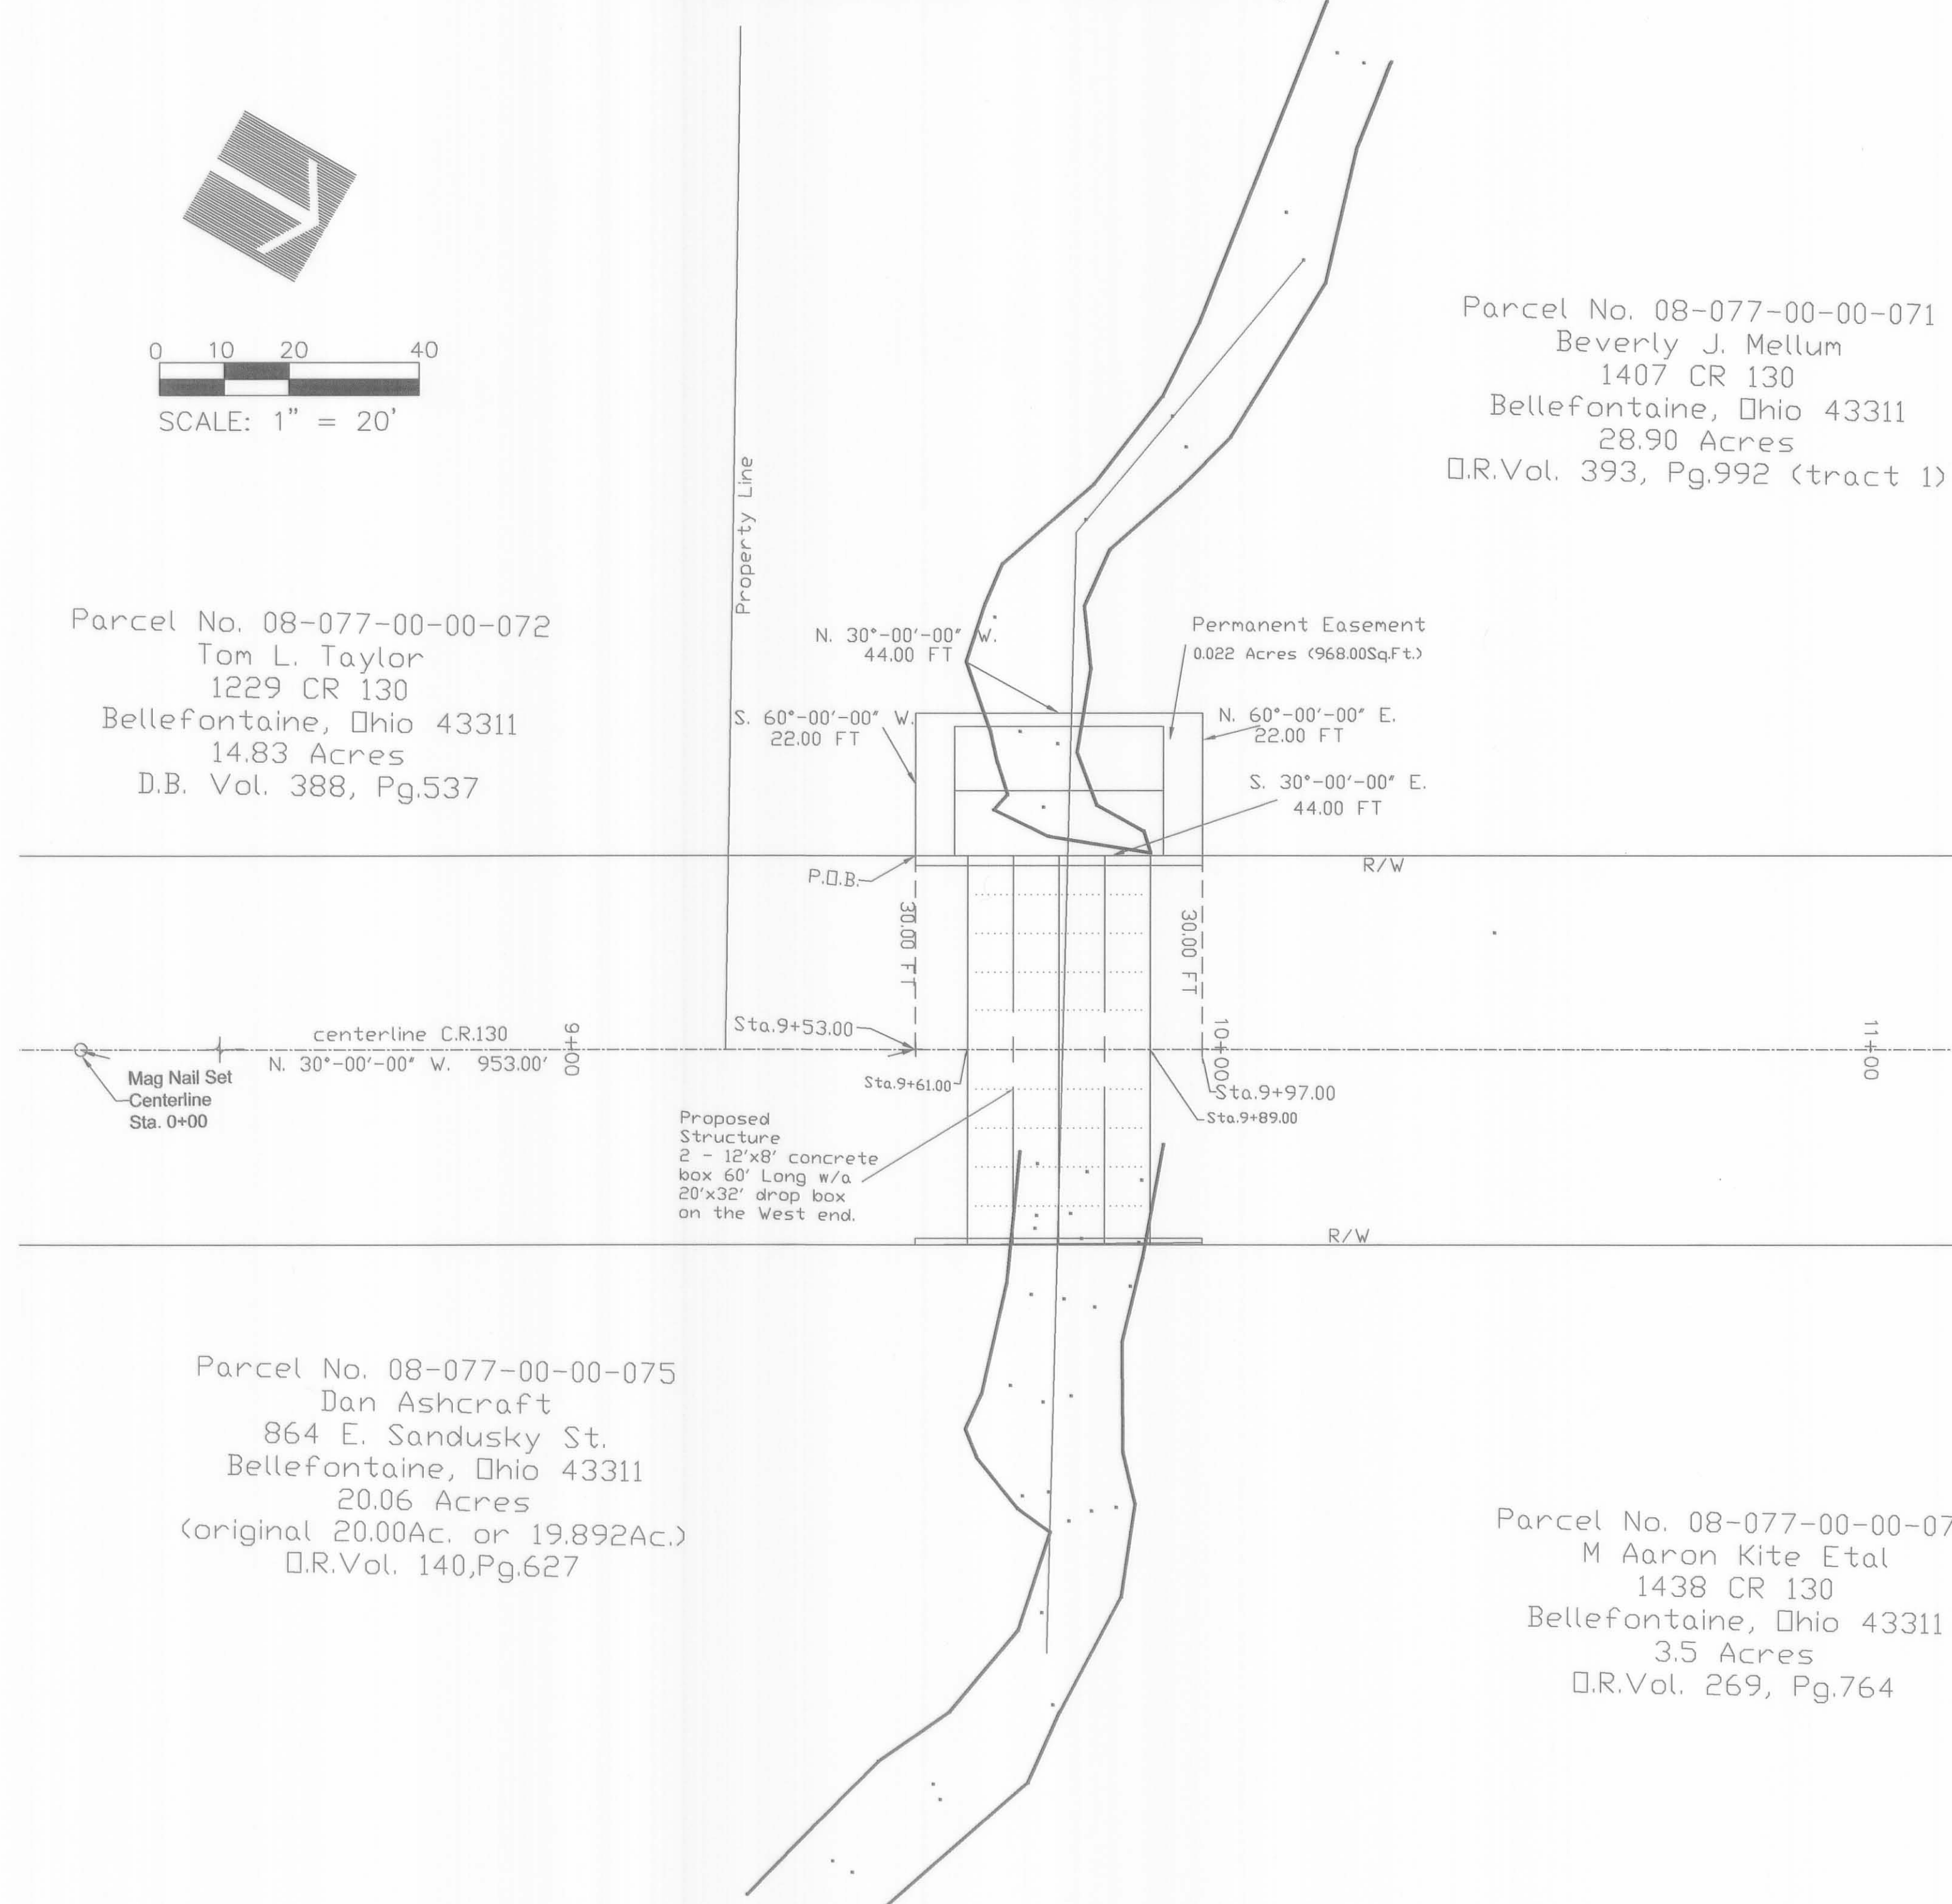 0 10 20 40
SCALE: 1" = 20'
Property Line
Parcel No. 08-077-00-00-071
Beverly J. Mellum
1407 CR 130
Bellefontaine, Ohio 43311
28.90 Acres
O.R.Vol. 393, Pg.992 (tract 1)
Parcel No. 08-077-00-00-072
Tom L. Taylor
1229 CR 130
Bellefontaine, Ohio 43311
14.83 Acres
D.B. Vol. 388, Pg.537
N. 30°-00'-00" W.
44.00 FT
Permanent Easement
0.022 Acres (968.00Sq.Ft.)
S. 60°-00'-00" W.
22.00 FT
N. 60°-00'-00" E.
22.00 FT
S. 30°-00'-00" E.
44.00 FT
P.O.B.
R/W
30.00 FT
30.00 FT
centerline C.R.130
N. 30°-00'-00" W. 953.00'
9+00
Sta.9+53.00
10+00
11+00
Mag Nail Set
Centerline
Sta. 0+00
Sta.9+61.00
Sta.9+97.00
Sta.9+89.00
Proposed
Structure
2 - 12'x8' concrete
box 60' Long w/a
20'x32' drop box
on the West end.
R/W
Parcel No. 08-077-00-00-075
Dan Ashcraft
864 E. Sandusky St.
Bellefontaine, Ohio 43311
20.06 Acres
(original 20.00Ac. or 19.892Ac.)
O.R.Vol. 140,Pg.627
Parcel No. 08-077-00-00-07
M Aaron Kite Etal
1438 CR 130
Bellefontaine, Ohio 43311
3.5 Acres
O.R.Vol. 269, Pg.764